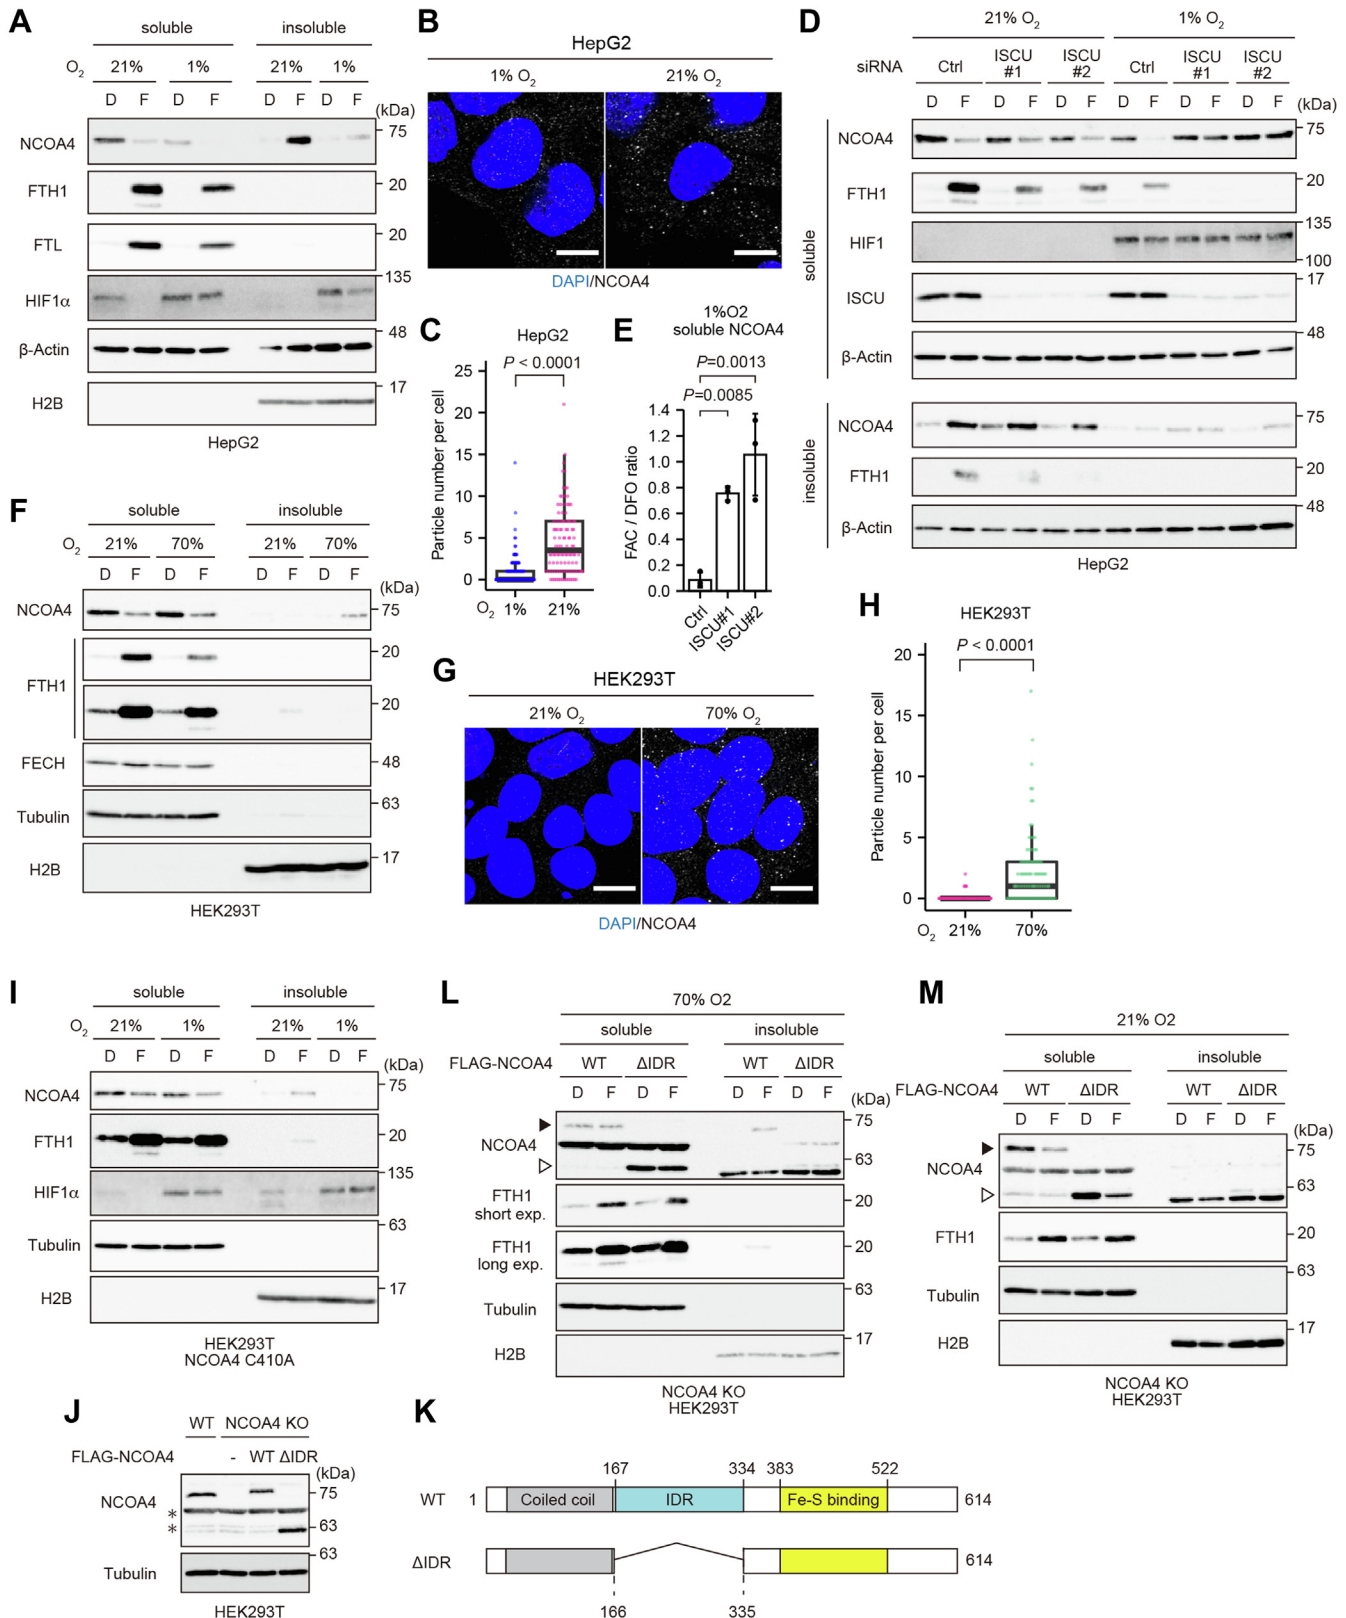 A
soluble insoluble
O2 21% 1% 21% 1%
D F D F D F D F
(kDa)
NCOA4 75
FTH1 20
FTL 20
HIF1α 135
β-Actin 48
H2B 17
HepG2
B
HepG2
1% O2 21% O2
DAPI/NCOA4
C
HepG2
P < 0.0001
Particle number per cell
25
20
15
10
5
0
O2 1% 21%
E
1%O2
soluble NCOA4
P=0.0013
P=0.0085
FAC / DFO ratio
1.4
1.2
1.0
0.8
0.6
0.4
0.2
0.0
Ctrl ISCU#1 ISCU#2
D
21% O2 1% O2
siRNA Ctrl ISCU #1 ISCU #2 Ctrl ISCU #1 ISCU #2
D F D F D F D F D F D F (kDa)
soluble
NCOA4 75
FTH1 20
HIF1 135
100
ISCU 17
β-Actin 48
insoluble
NCOA4 75
FTH1 20
β-Actin 48
HepG2
F
soluble insoluble
O2 21% 70% 21% 70%
D F D F D F D F
(kDa)
NCOA4 75
FTH1 20
20
FECH 48
Tubulin 63
H2B 17
HEK293T
G
HEK293T
21% O2 70% O2
DAPI/NCOA4
H
HEK293T
P < 0.0001
Particle number per cell
20
15
10
5
0
O2 21% 70%
I
soluble insoluble
O2 21% 1% 21% 1%
D F D F D F D F
(kDa)
NCOA4 75
FTH1 20
HIF1α 135
Tubulin 63
H2B 17
HEK293T
NCOA4 C410A
J
WT NCOA4 KO
FLAG-NCOA4 - WT ΔIDR
(kDa)
NCOA4 75
*
* 63
63
Tubulin
HEK293T
K
167 334 383 522
WT 1 Coiled coil IDR Fe-S binding 614
ΔIDR 614
166 335
L
70% O2
soluble insoluble
FLAG-NCOA4 WT ΔIDR WT ΔIDR
D F D F D F D F
(kDa)
75
NCOA4
63
FTH1
short exp. 20
FTH1
long exp. 20
Tubulin 63
H2B 17
NCOA4 KO
HEK293T
M
21% O2
soluble insoluble
FLAG-NCOA4 WT ΔIDR WT ΔIDR
D F D F D F D F
(kDa)
75
NCOA4
63
FTH1 20
Tubulin 63
H2B 17
NCOA4 KO
HEK293T